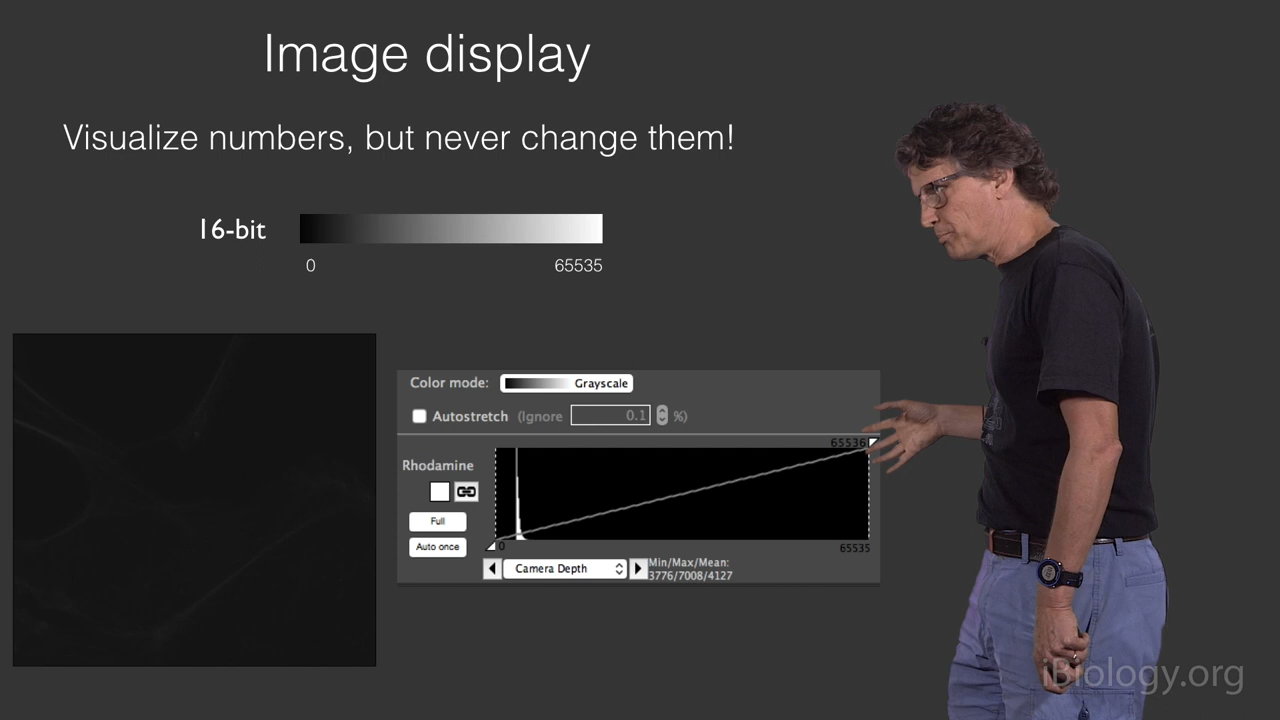 Image display
Visualize numbers, but never change them!
16-bit
0 65535
Color mode: Grayscale
Autostretch (Ignore 0.1 %)
65536
Rhodamine
Full
Auto once
0 65535
Camera Depth
Min/Max/Mean:
3776/7008/4127
iBiology.org